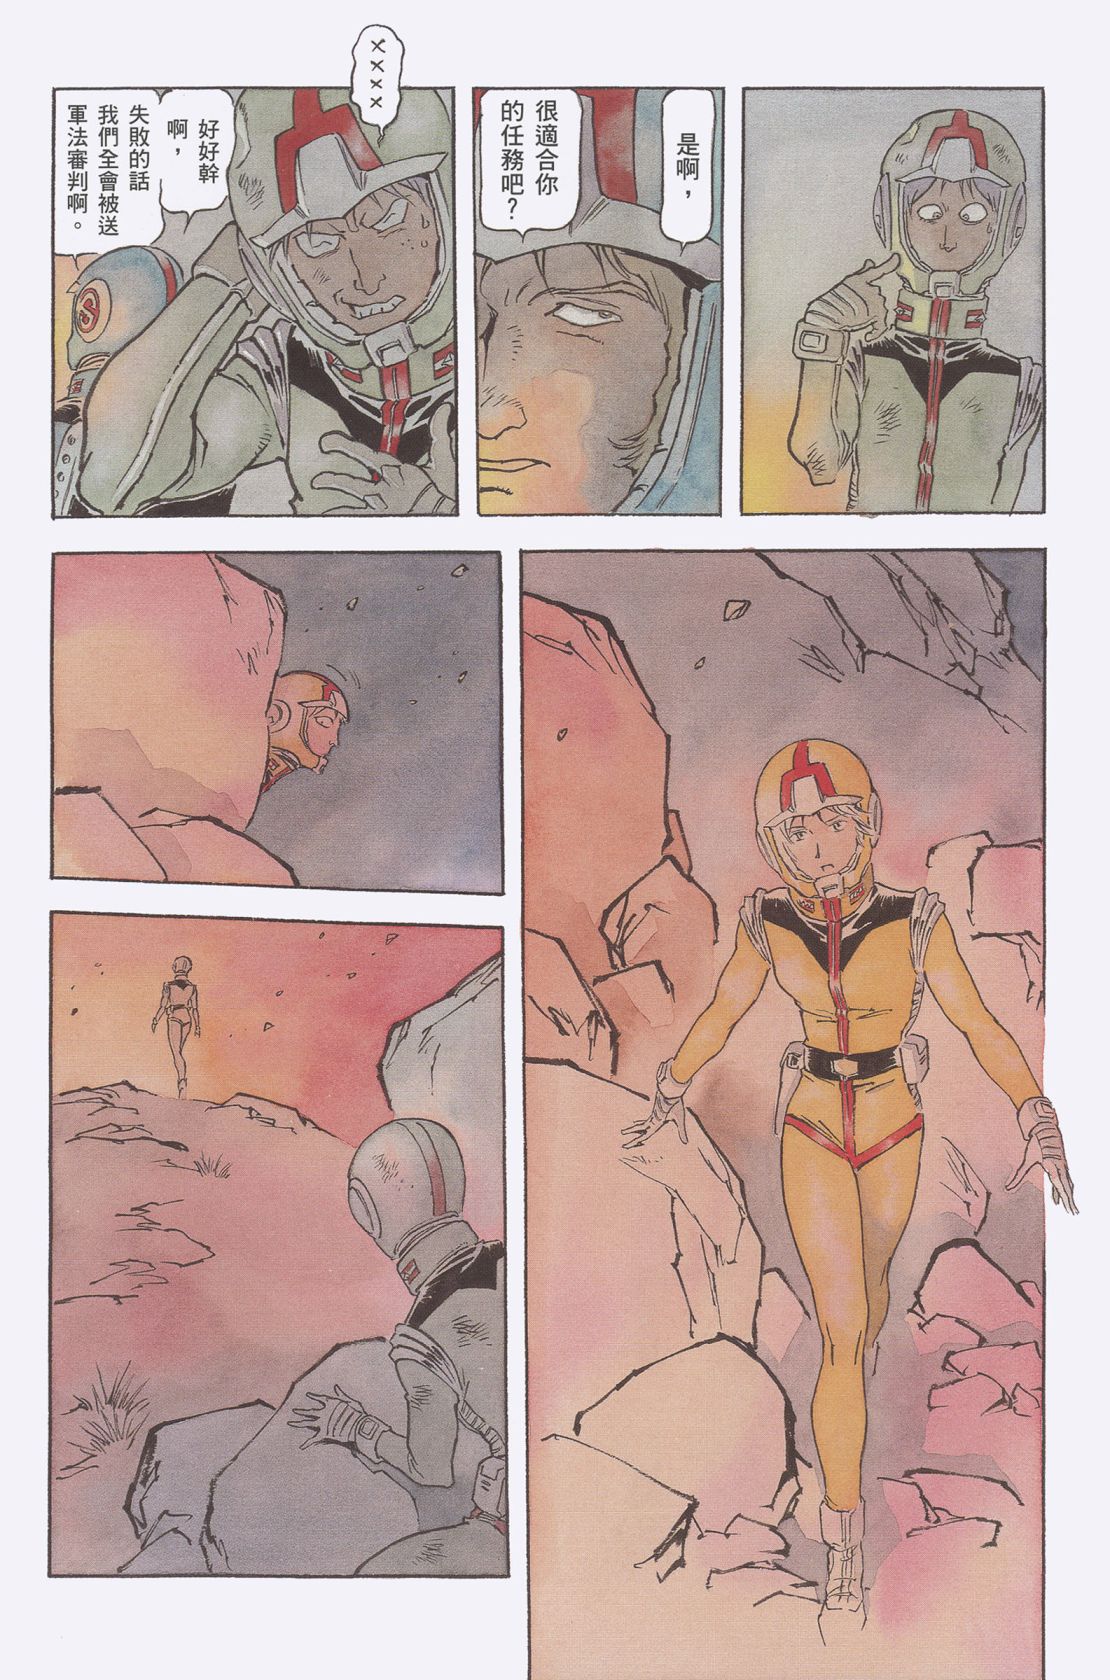 是啊，
很適合你
的任務吧？
××××
好好幹
啊，
失敗的話
我們全會被送
軍法審判啊。